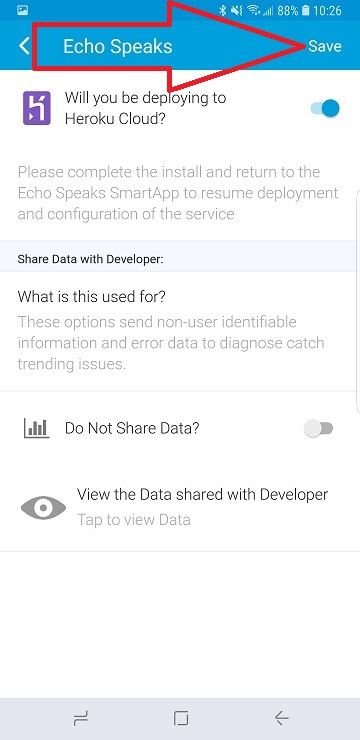 88% 10:26
Echo Speaks Save
Will you be deploying to
Heroku Cloud?
Please complete the install and return to the
Echo Speaks SmartApp to resume deployment
and configuration of the service
Share Data with Developer:
What is this used for?
These options send non-user identifiable
information and error data to diagnose catch
trending issues.
Do Not Share Data?
View the Data shared with Developer
Tap to view Data